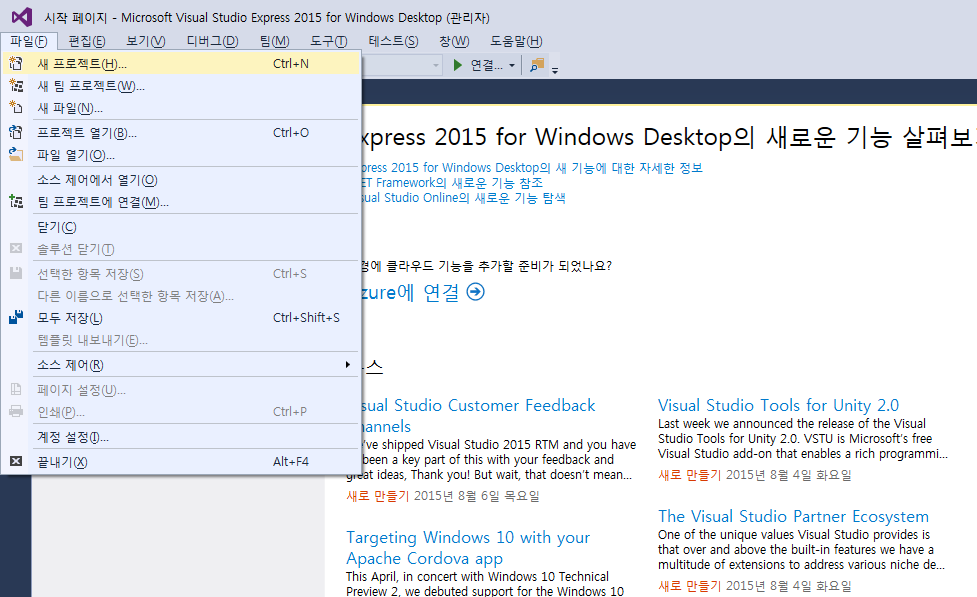 시작 페이지 - Microsoft Visual Studio Express 2015 for Windows Desktop (관리자)
파일(F) 편집(E) 보기(V) 디버그(D) 팀(M) 도구(T) 테스트(S) 창(W) 도움말(H)
새 프로젝트(H)... Ctrl+N
연결...
새 팀 프로젝트(W)...
새 파일(N)...
프로젝트 열기(B)... Ctrl+O
파일 열기(O)...
소스 제어에서 열기(O)
팀 프로젝트에 연결(M)...
닫기(C)
솔루션 닫기(T)
선택한 항목 저장(S) Ctrl+S
다른 이름으로 선택한 항목 저장(A)...
모두 저장(L) Ctrl+Shift+S
템플릿 내보내기(E)...
소스 제어(R)
페이지 설정(U)...
인쇄(P)... Ctrl+P
계정 설정(I)...
끝내기(X) Alt+F4
xpress 2015 for Windows Desktop의 새로운 기능 살펴보
press 2015 for Windows Desktop의 새 기능에 대한 자세한 정보
ET Framework의 새로운 기능 참조
sual Studio Online의 새로운 기능 탐색
경에 클라우드 기능을 추가할 준비가 되었나요?
zure에 연결
스
sual Studio Customer Feedback
hannels
've shipped Visual Studio 2015 RTM and you have
been a key part of this with your feedback and
great ideas, Thank you! But wait, that doesn't mean...
새로 만들기 2015년 8월 6일 목요일
Targeting Windows 10 with your
Apache Cordova app
This April, in concert with Windows 10 Technical
Preview 2, we debuted support for the Windows 10
Visual Studio Tools for Unity 2.0
Last week we announced the release of the Visual
Studio Tools for Unity 2.0. VSTU is Microsoft's free
Visual Studio add-on that enables a rich programmi...
새로 만들기 2015년 8월 4일 화요일
The Visual Studio Partner Ecosystem
One of the unique values Visual Studio provides is
that over and above the built-in features we have a
multitude of extensions to address various niche de...
새로 만들기 2015년 8월 4일 화요일